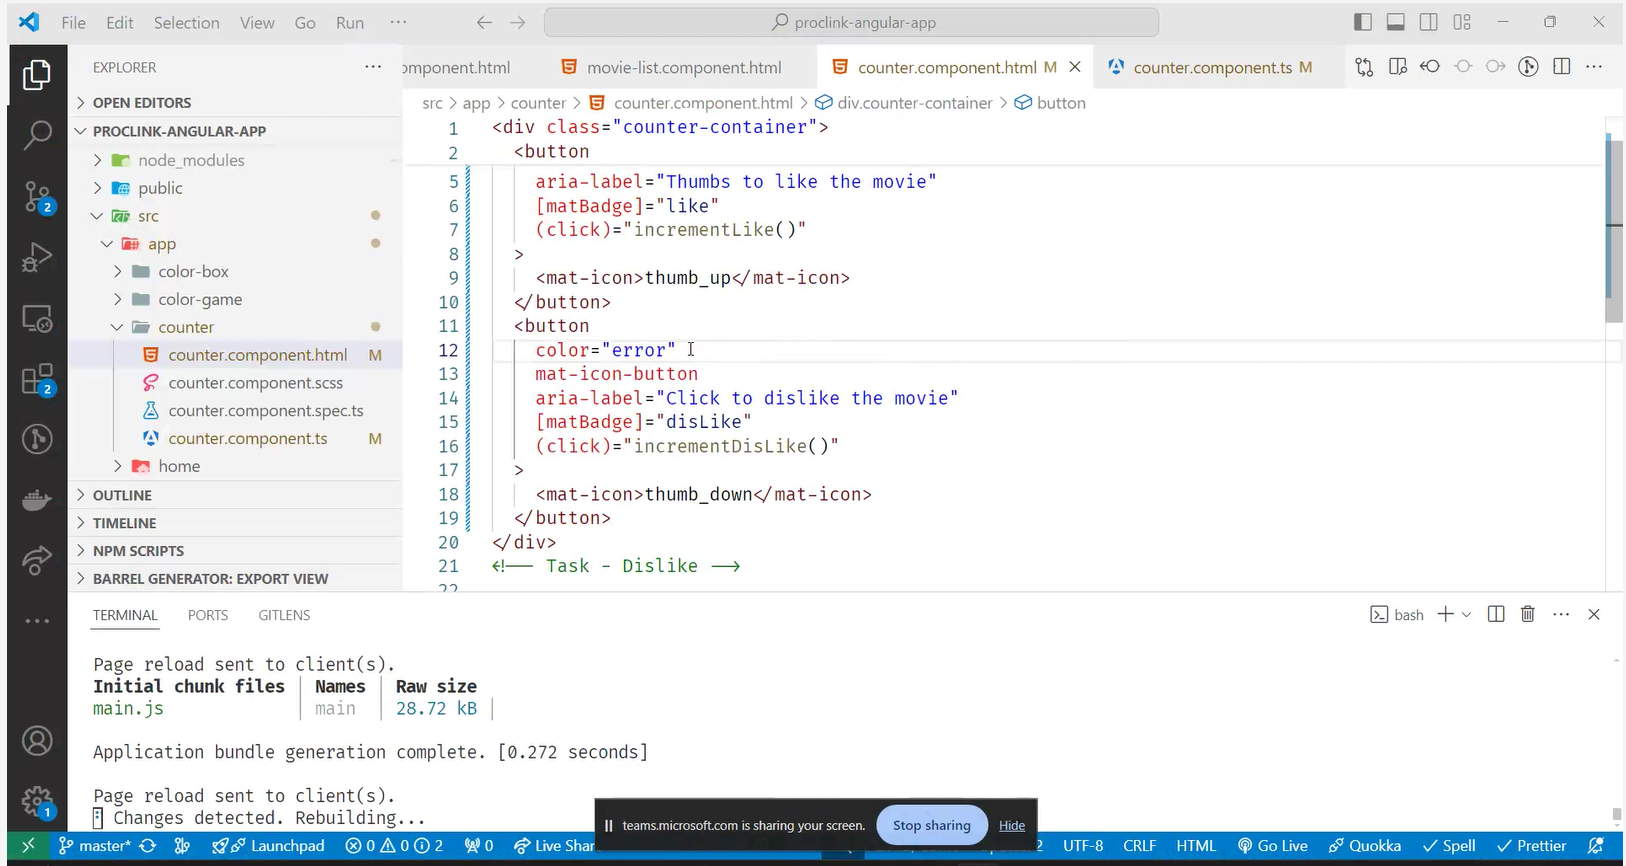 File Edit Selection View Go Run ··· proclink-angular-app
EXPLORER ···
OPEN EDITORS
PROCLINK-ANGULAR-APP
node_modules
public
src
app
color-box
color-game
counter
counter.component.html M
counter.component.scss
counter.component.spec.ts
counter.component.ts M
home
OUTLINE
TIMELINE
NPM SCRIPTS
BARREL GENERATOR: EXPORT VIEW
omponent.html movie-list.component.html counter.component.html M counter.component.ts M
src > app > counter > counter.component.html > div.counter-container > button
1 <div class="counter-container">
2 <button
5 aria-label="Thumbs to like the movie"
6 [matBadge]="like"
7 (click)="incrementLike()"
8 >
9 <mat-icon>thumb_up</mat-icon>
10 </button>
11 <button
12 color="error"
13 mat-icon-button
14 aria-label="Click to dislike the movie"
15 [matBadge]="disLike"
16 (click)="incrementDisLike()"
17 >
18 <mat-icon>thumb_down</mat-icon>
19 </button>
20 </div>
21 <!-- Task - Dislike -->
22
TERMINAL PORTS GITLENS bash
Page reload sent to client(s).
Initial chunk files | Names | Raw size
main.js | main | 28.72 kB |
Application bundle generation complete. [0.272 seconds]
Page reload sent to client(s).
Changes detected. Rebuilding...
teams.microsoft.com is sharing your screen. Stop sharing Hide
master* Launchpad 0 0 2 0 Live Shar UTF-8 CRLF HTML Go Live Quokka Spell Prettier
2
2
1